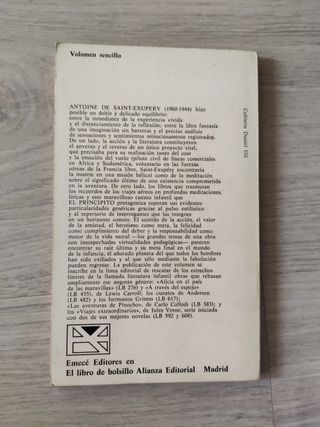 Volumen sencillo
ANTOINE DE SAINT-EXUPERY (1900-1944) hizo
posible un doble y delicado equilibrio:
entre la inmediatez de la experiencia vivida
y el distanciamiento de la reflexión; entre la libre fantasía
de una imaginación sin barreras y el preciso análisis
de sensaciones y sentimientos minuciosamente registrados.
De un lado, la acción y la literatura constituyeron
el anverso y el reverso de un único proyecto vital,
que precisaba para su realización tanto del azar
y la emoción del vuelo (piloto civil de líneas comerciales
en Africa y Sudamérica, voluntario en las fuerzas
aéreas de la Francia libre, Saint-Exupéry encontraría
la muerte en una misión bélica) como de la meditación
sobre el significado último de una existencia comprometida
en la aventura. De otro lado, los libros que trasmutan
los recuerdos de los viajes aéreos en profundas meditaciones
líricas y este maravilloso cuento infantil que
EL PRINCIPITO protagoniza superan sus evidentes
particularidades genéricas gracias al pulso estilístico
y al repertorio de interrogantes que las integran
en un horizonte común. El sentido de la acción, el valor
de la amistad, el heroísmo como meta, la felicidad
como cumplimiento del deber y la responsabilidad como
motor de la vida moral —los grandes temas de una obra
con insospechadas virtualidades pedagógicas— parecen
encontrar su raíz última y su meta final en el mundo
de la infancia, el añorado planeta del que todos los hombres
han sido exiliados y al que sólo mediante la fabulación
pueden regresar. La publicación de este volumen se
inscribe en la línea editorial de rescatar de los estrechos
límites de la llamada literatura infantil obras que rebasan
ampliamente ese angosto género: «Alicia en el país
de las maravillas» (LB 276) y «A través del espejo»
(LB 455), de Lewis Carroll; los cuentos de Andersen
(LB 482) y los hermanos Grimm (LB 617);
«Las aventuras de Pinocho», de Carlo Collodi (LB 383); y
los «Viajes extraordinarios», de Jules Verne, serie iniciada
con dos de sus mejores novelas (LB 592 y 608).
Emecé Editores en
El libro de bolsillo Alianza Editorial Madrid
Cubierta Daniel Gil